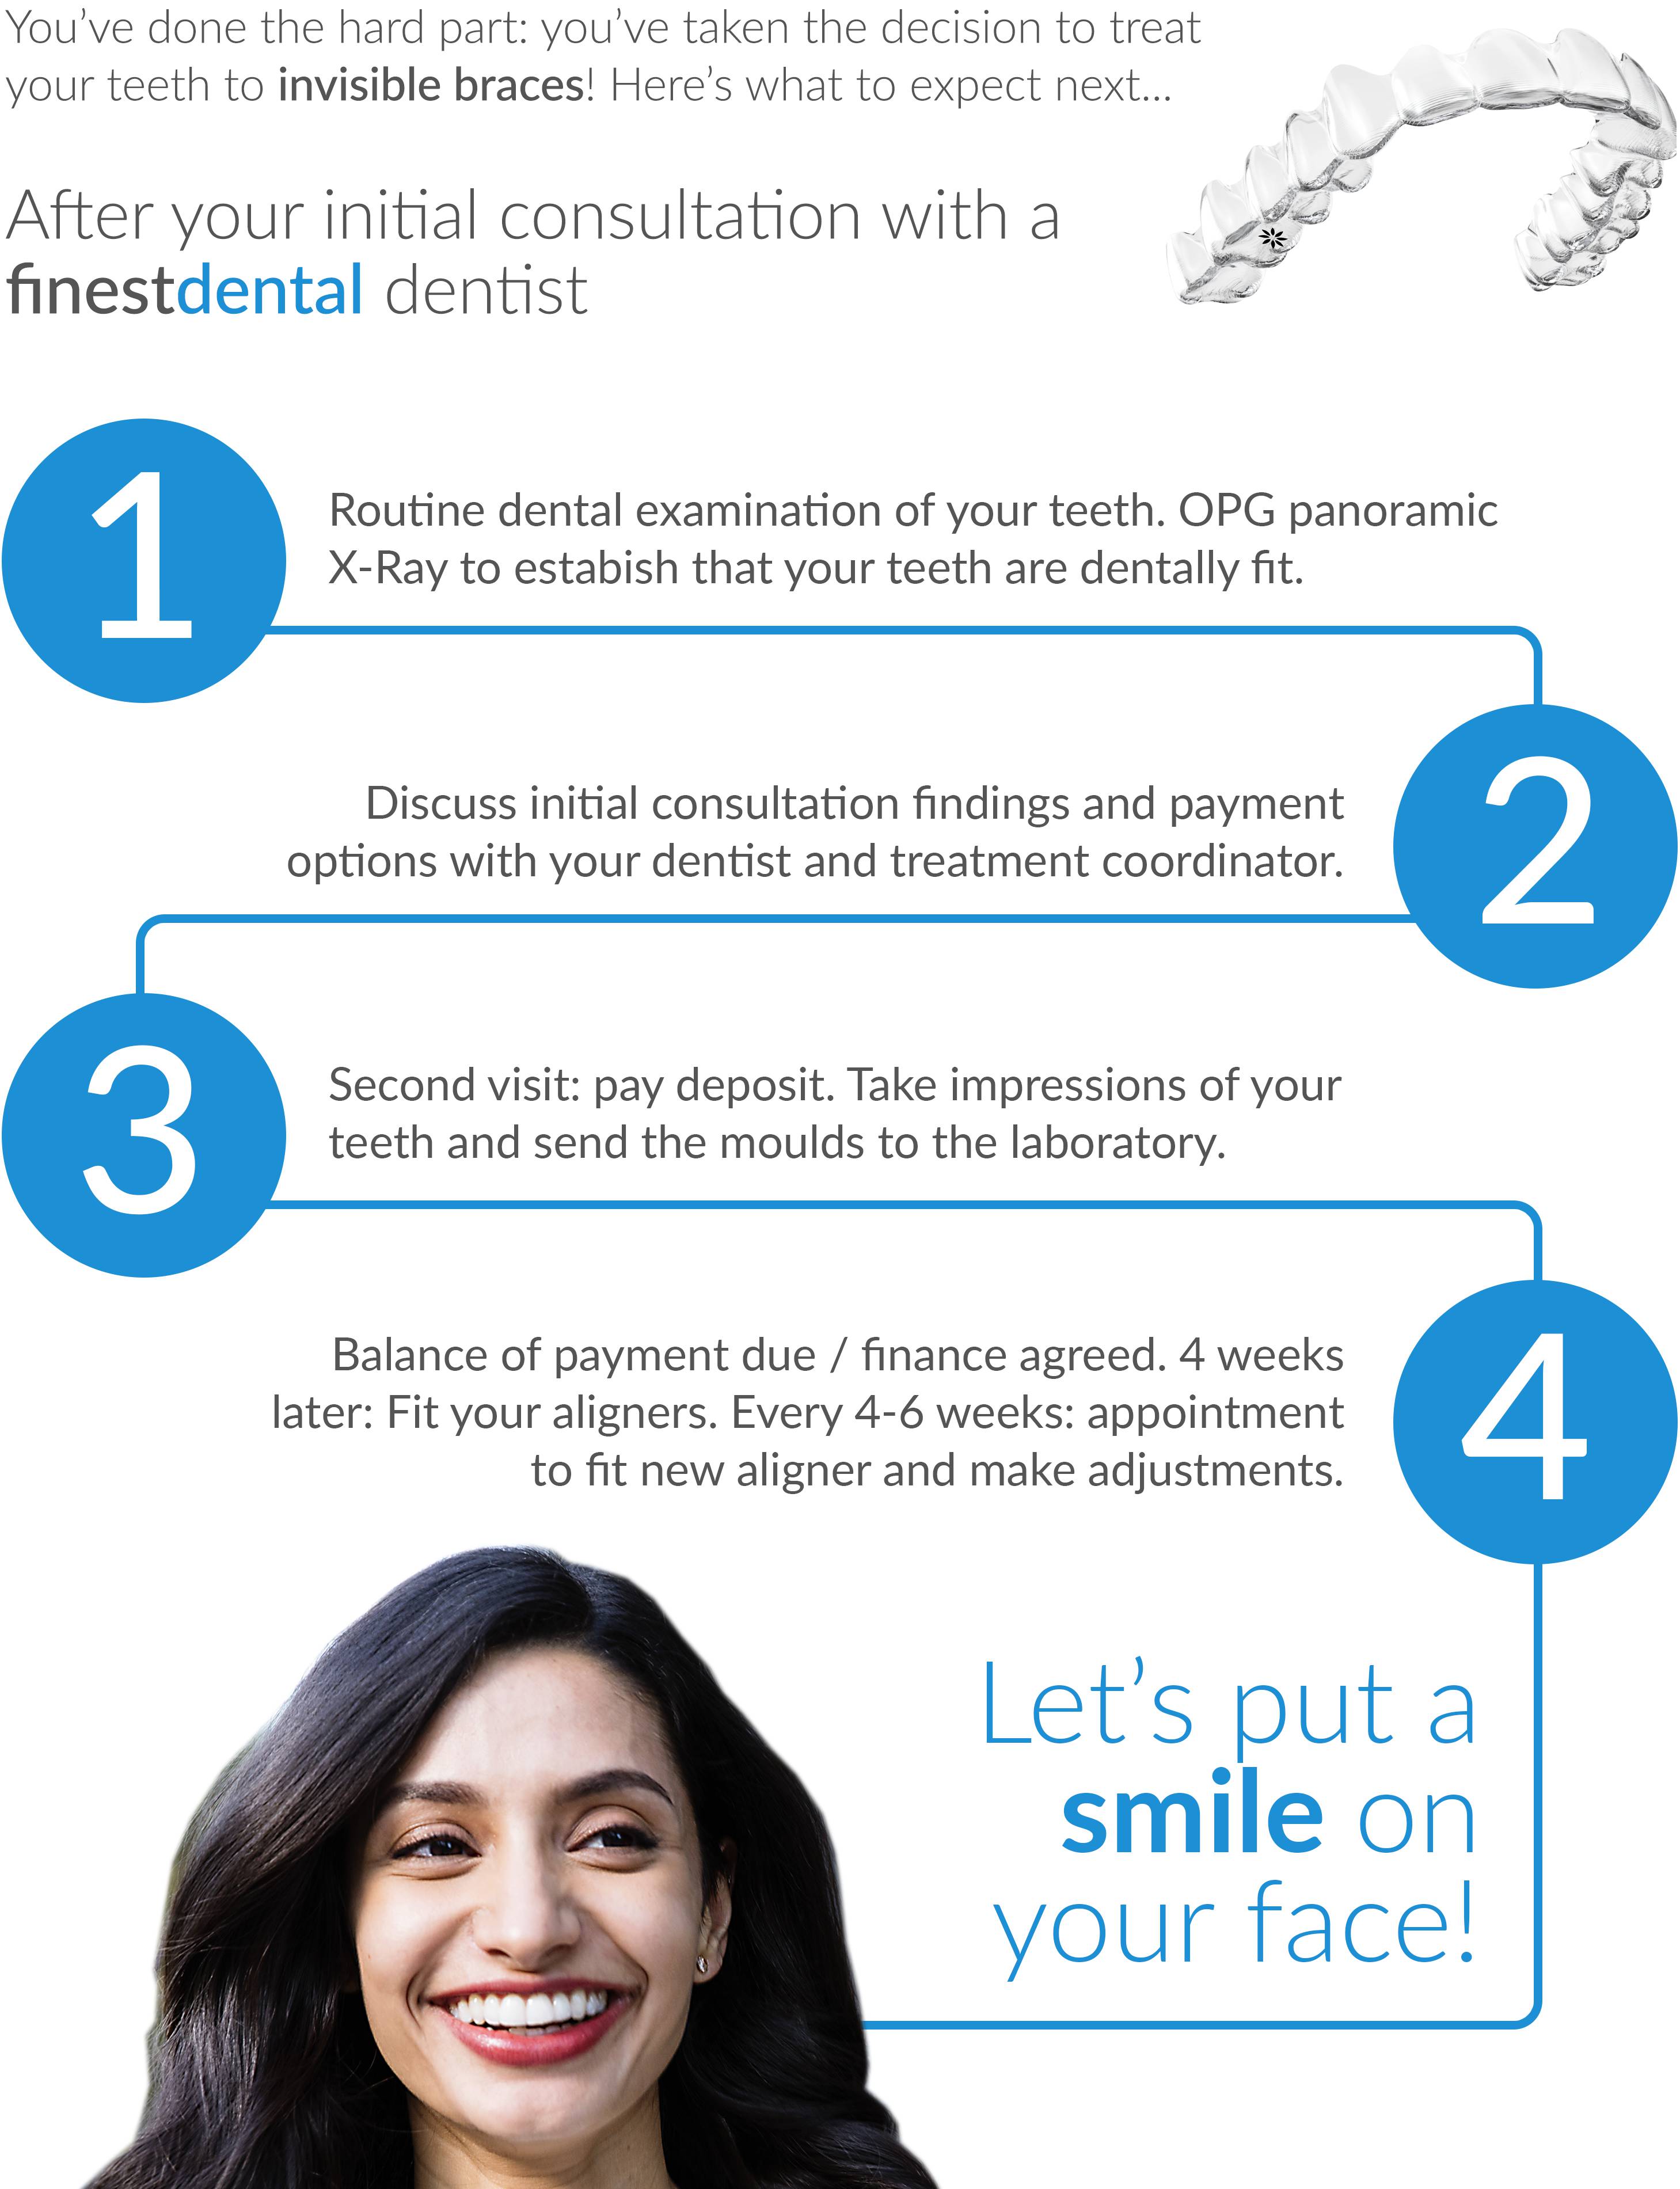 You’ve done the hard part: you’ve taken the decision to treat
your teeth to invisible braces! Here’s what to expect next...
After your initial consultation with a
finestdental dentist
1
Routine dental examination of your teeth. OPG panoramic
X-Ray to estabish that your teeth are dentally fit.
2
Discuss initial consultation findings and payment
options with your dentist and treatment coordinator.
3
Second visit: pay deposit. Take impressions of your
teeth and send the moulds to the laboratory.
4
Balance of payment due / finance agreed. 4 weeks
later: Fit your aligners. Every 4-6 weeks: appointment
to fit new aligner and make adjustments.
Let’s put a
smile on
your face!